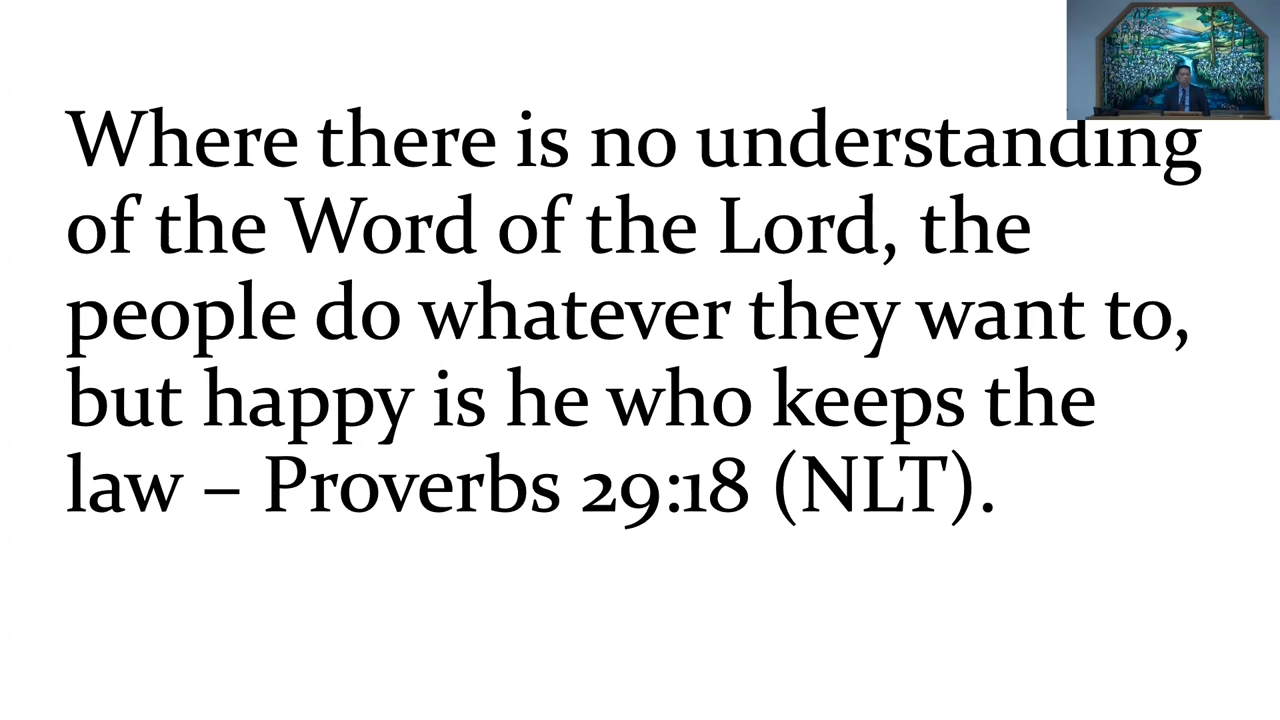 Where there is no understanding
of the Word of the Lord, the
people do whatever they want to,
but happy is he who keeps the
law – Proverbs 29:18 (NLT).